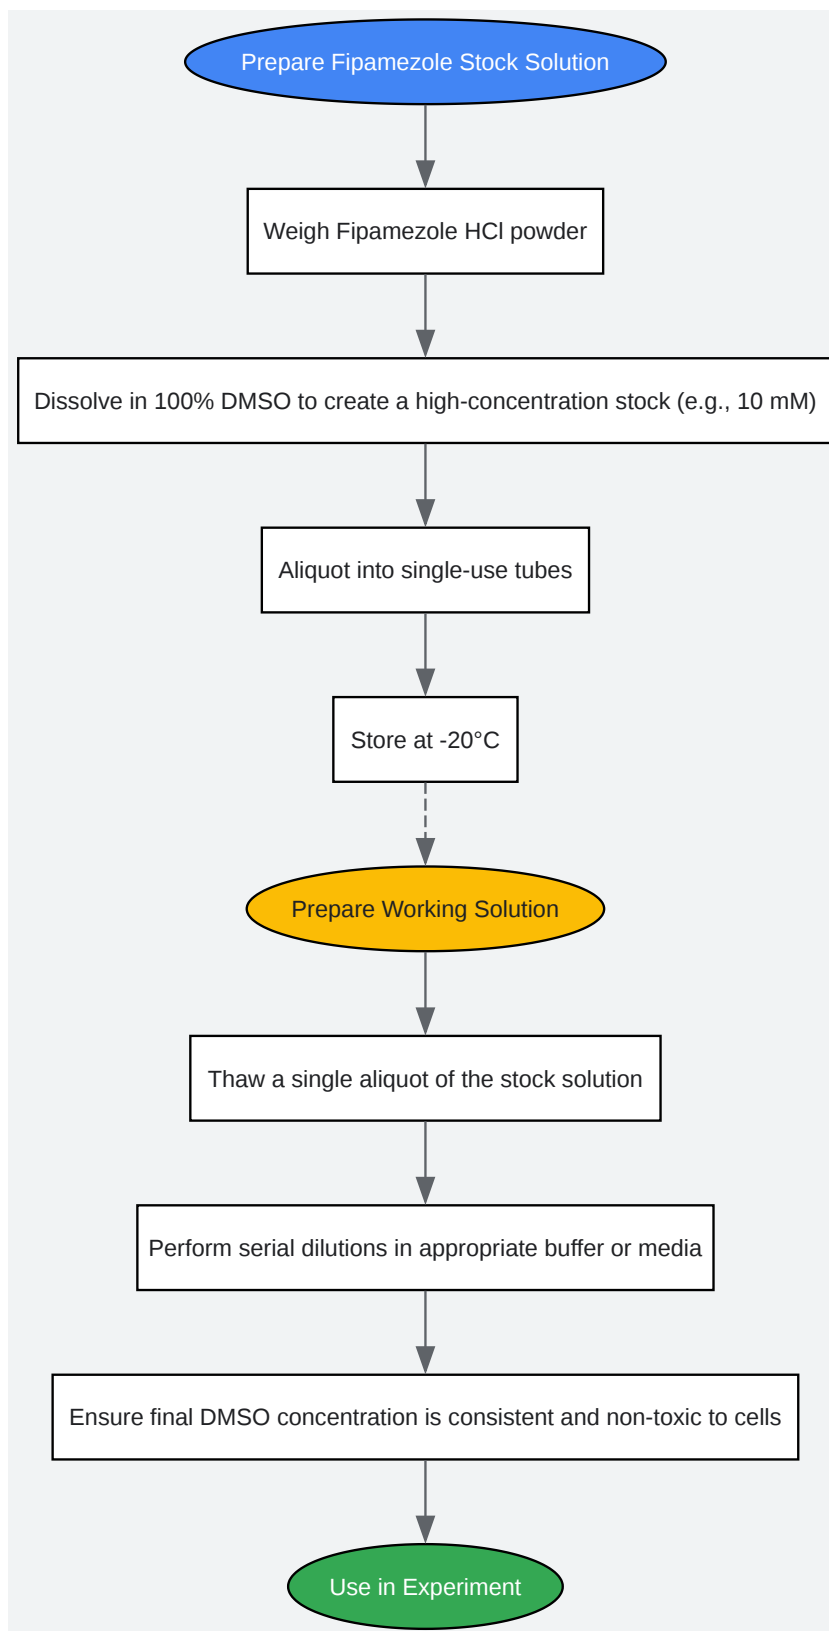 Prepare Fipamezole Stock Solution
Weigh Fipamezole HCl powder
Dissolve in 100% DMSO to create a high-concentration stock (e.g., 10 mM)
Aliquot into single-use tubes
Store at -20°C
Prepare Working Solution
Thaw a single aliquot of the stock solution
Perform serial dilutions in appropriate buffer or media
Ensure final DMSO concentration is consistent and non-toxic to cells
Use in Experiment